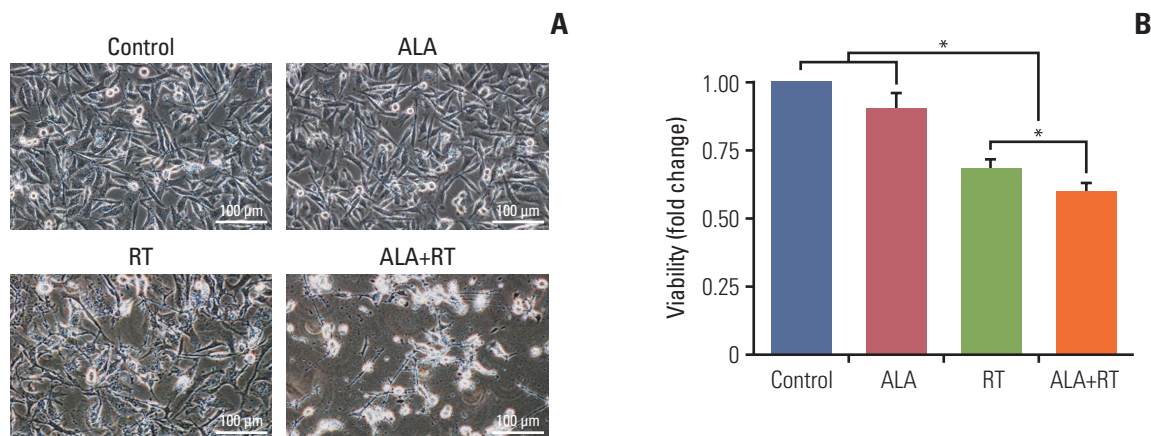 A
Control
ALA
100 µm
100 µm
RT
ALA+RT
100 µm
100 µm
B
*
*
Viability (fold change)
1.00
0.75
0.50
0.25
0
Control
ALA
RT
ALA+RT